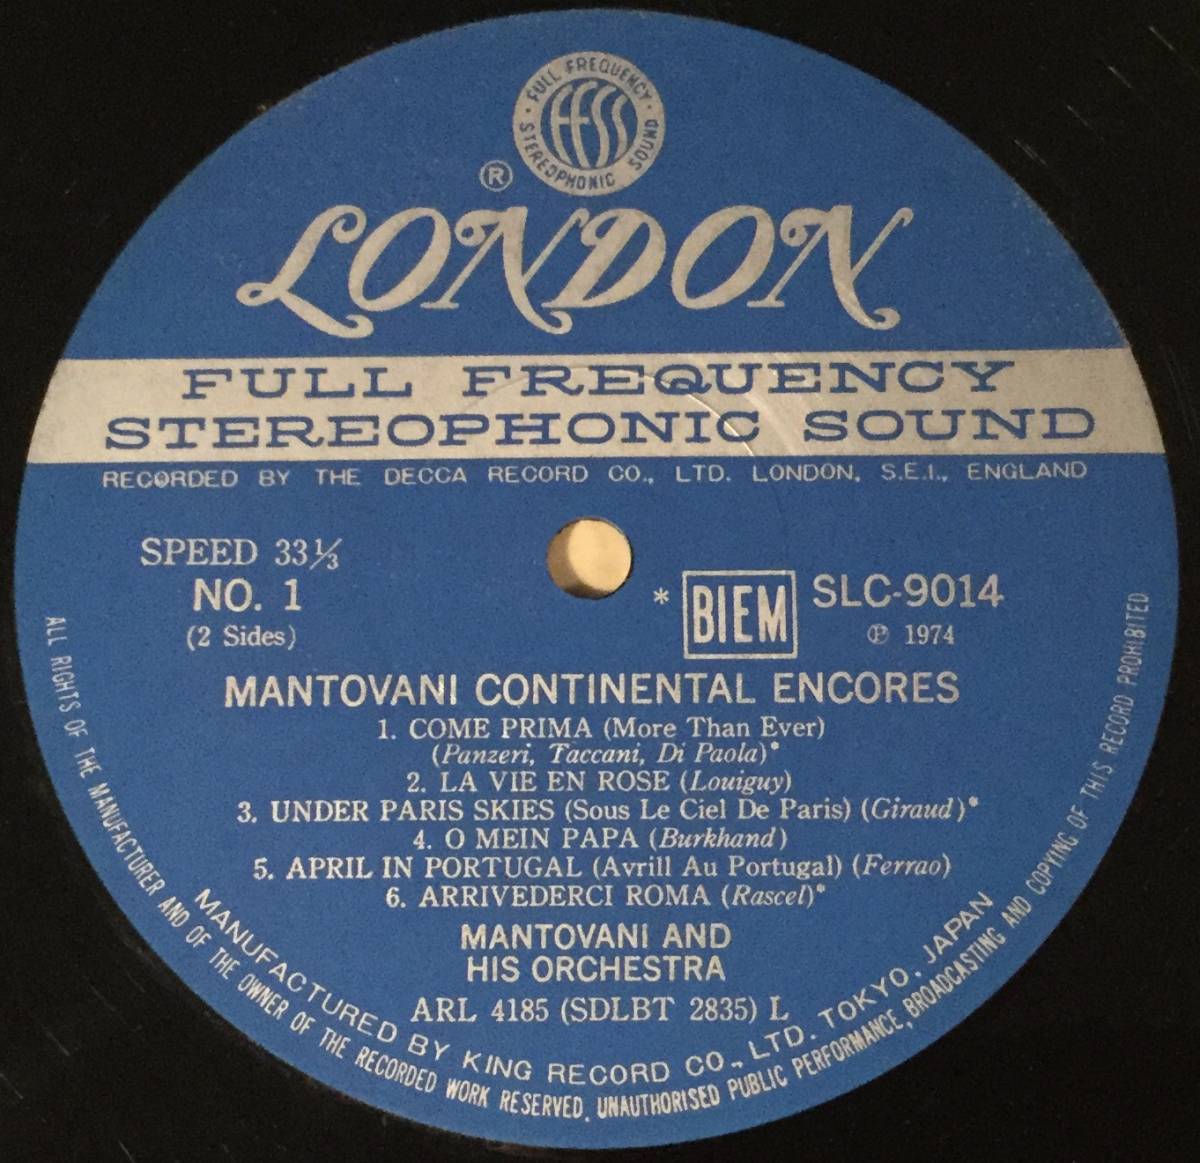 FULL FREQUENCY
STEREOPHONIC SOUND
FFSS
®
LONDON
FULL FREQUENCY
STEREOPHONIC SOUND
RECORDED BY THE DECCA RECORD CO., LTD. LONDON, S.E.I., ENGLAND
SPEED 33⅓
NO. 1
(2 Sides)
* BIEM SLC-9014
℗ 1974
MANTOVANI CONTINENTAL ENCORES
1. COME PRIMA (More Than Ever)
(Panzeri, Taccani, Di Paola)*
2. LA VIE EN ROSE (Louiguy)
3. UNDER PARIS SKIES (Sous Le Ciel De Paris) (Giraud)*
4. O MEIN PAPA (Burkhand)
5. APRIL IN PORTUGAL (Avrill Au Portugal) (Ferrao)
6. ARRIVEDERCI ROMA (Rascel)*
MANTOVANI AND
HIS ORCHESTRA
ARL 4185 (SDLBT 2835) L
MANUFACTURED BY KING RECORD CO., LTD. TOKYO. JAPAN
ALL RIGHTS OF THE MANUFACTURER AND OF THE OWNER OF THE RECORDED WORK RESERVED. UNAUTHORISED PUBLIC PERFORMANCE, BROADCASTING AND COPYING OF THIS RECORD PROHIBITED